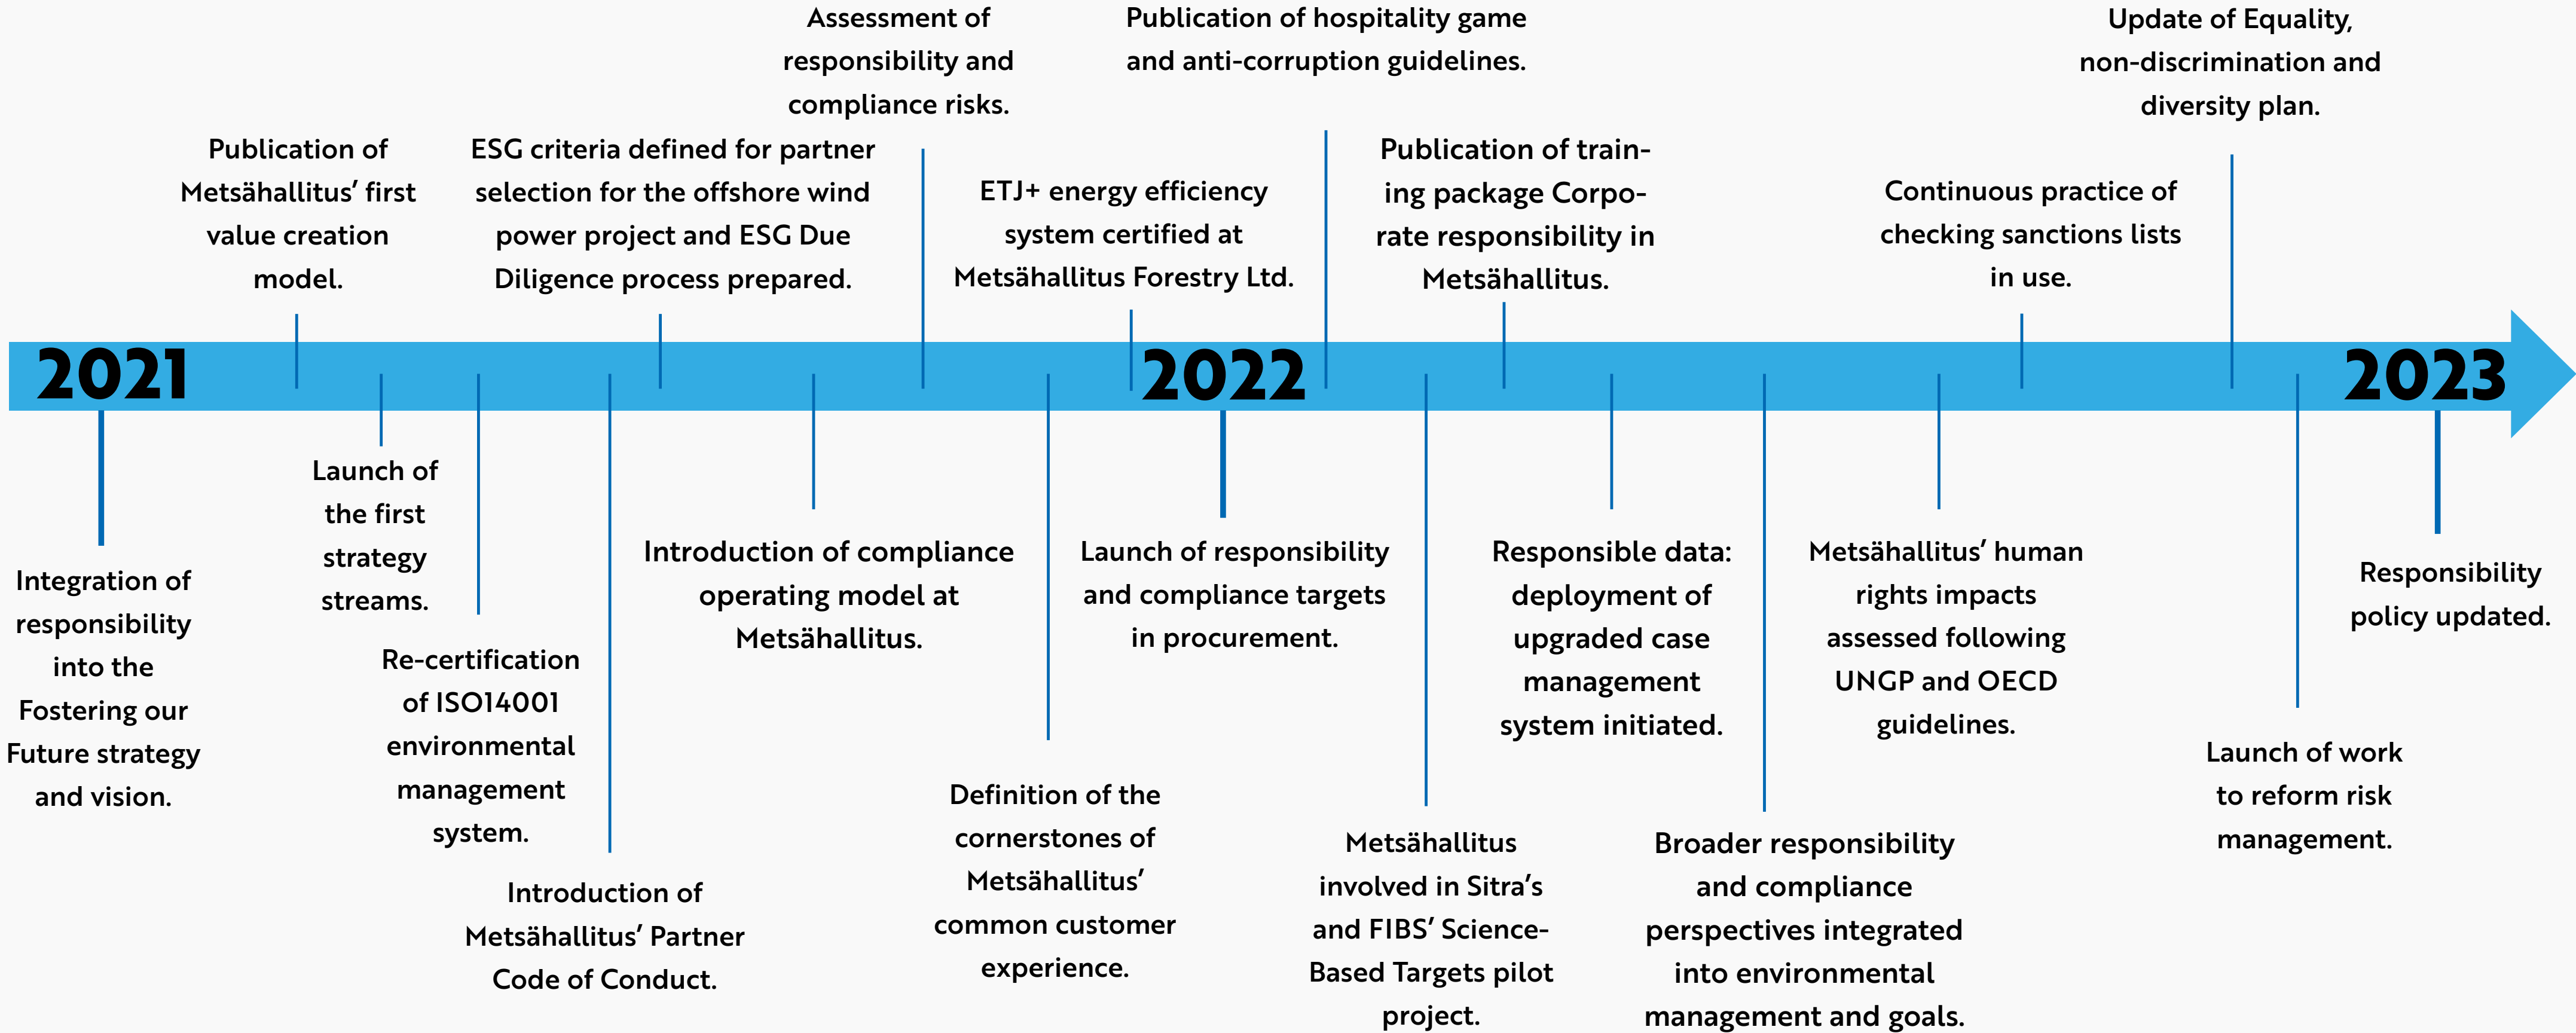 Assessment of
responsibility and
compliance risks.
Publication of hospitality game
and anti-corruption guidelines.
Update of Equality,
non-discrimination and
diversity plan.
Publication of
Metsähallitus’ first
value creation
model.
ESG criteria defined for partner
selection for the offshore wind
power project and ESG Due
Diligence process prepared.
ETJ+ energy efficiency
system certified at
Metsähallitus Forestry Ltd.
Publication of train-
ing package Corpo-
rate responsibility in
Metsähallitus.
Continuous practice of
checking sanctions lists
in use.
2021
2022
2023
Integration of
responsibility
into the
Fostering our
Future strategy
and vision.
Launch of
the first
strategy
streams.
Re-certification
of ISO14001
environmental
management
system.
Introduction of
Metsähallitus’ Partner
Code of Conduct.
Introduction of compliance
operating model at
Metsähallitus.
Definition of the
cornerstones of
Metsähallitus’
common customer
experience.
Launch of responsibility
and compliance targets
in procurement.
Metsähallitus
involved in Sitra’s
and FIBS’ Science-
Based Targets pilot
project.
Responsible data:
deployment of
upgraded case
management
system initiated.
Broader responsibility
and compliance
perspectives integrated
into environmental
management and goals.
Metsähallitus’ human
rights impacts
assessed following
UNGP and OECD
guidelines.
Launch of work
to reform risk
management.
Responsibility
policy updated.